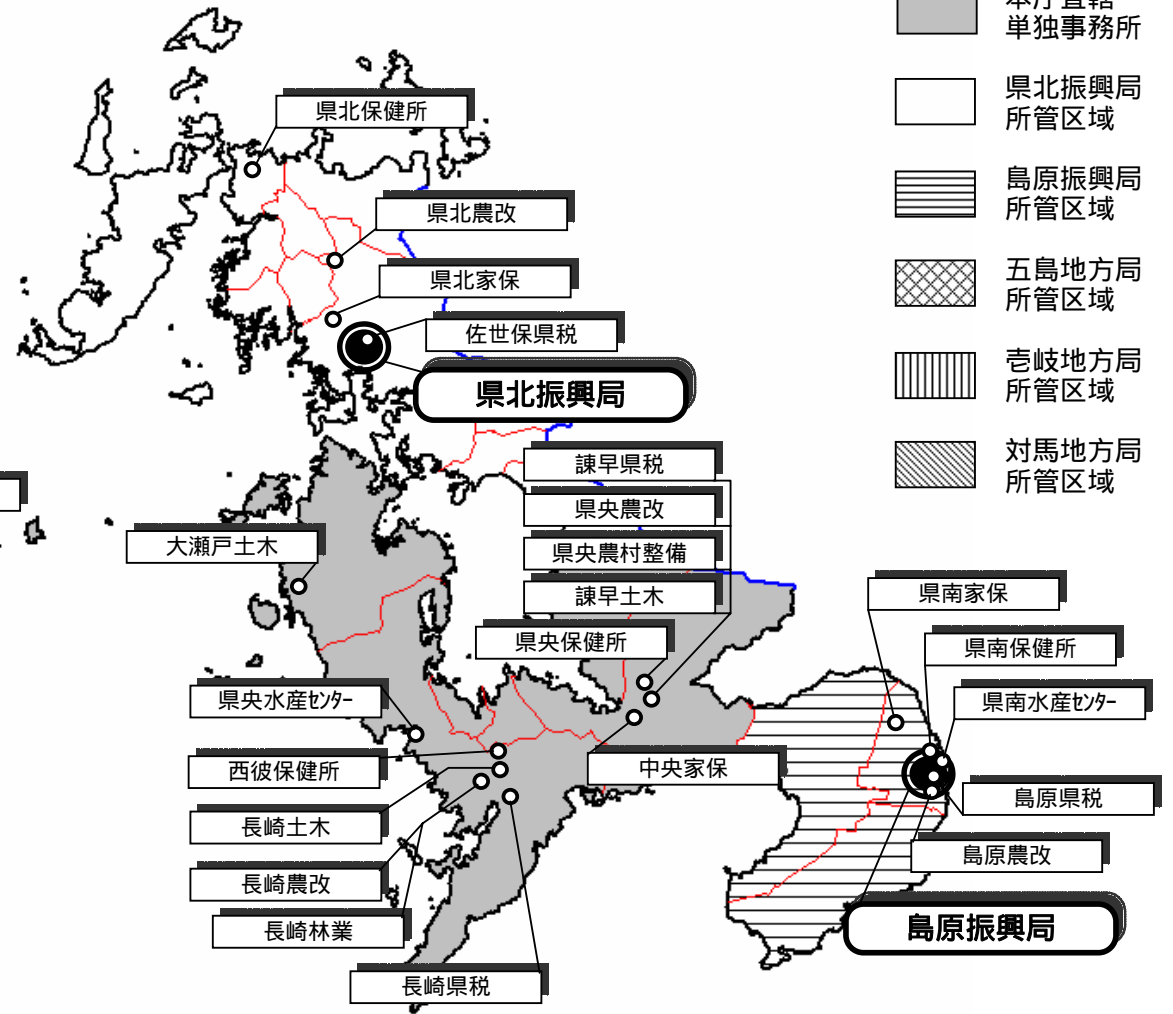 本庁直轄
単独事務所
県北振興局
所管区域
島原振興局
所管区域
五島地方局
所管区域
壱岐地方局
所管区域
対馬地方局
所管区域
県北保健所
県北農改
県北家保
佐世保県税
県北振興局
諫早県税
県央農改
県央農村整備
諫早土木
県央保健所
大瀬戸土木
県央水産ｾﾝﾀｰ
西彼保健所
長崎土木
長崎農改
長崎林業
長崎県税
中央家保
県南家保
県南保健所
県南水産ｾﾝﾀｰ
島原県税
島原農改
島原振興局